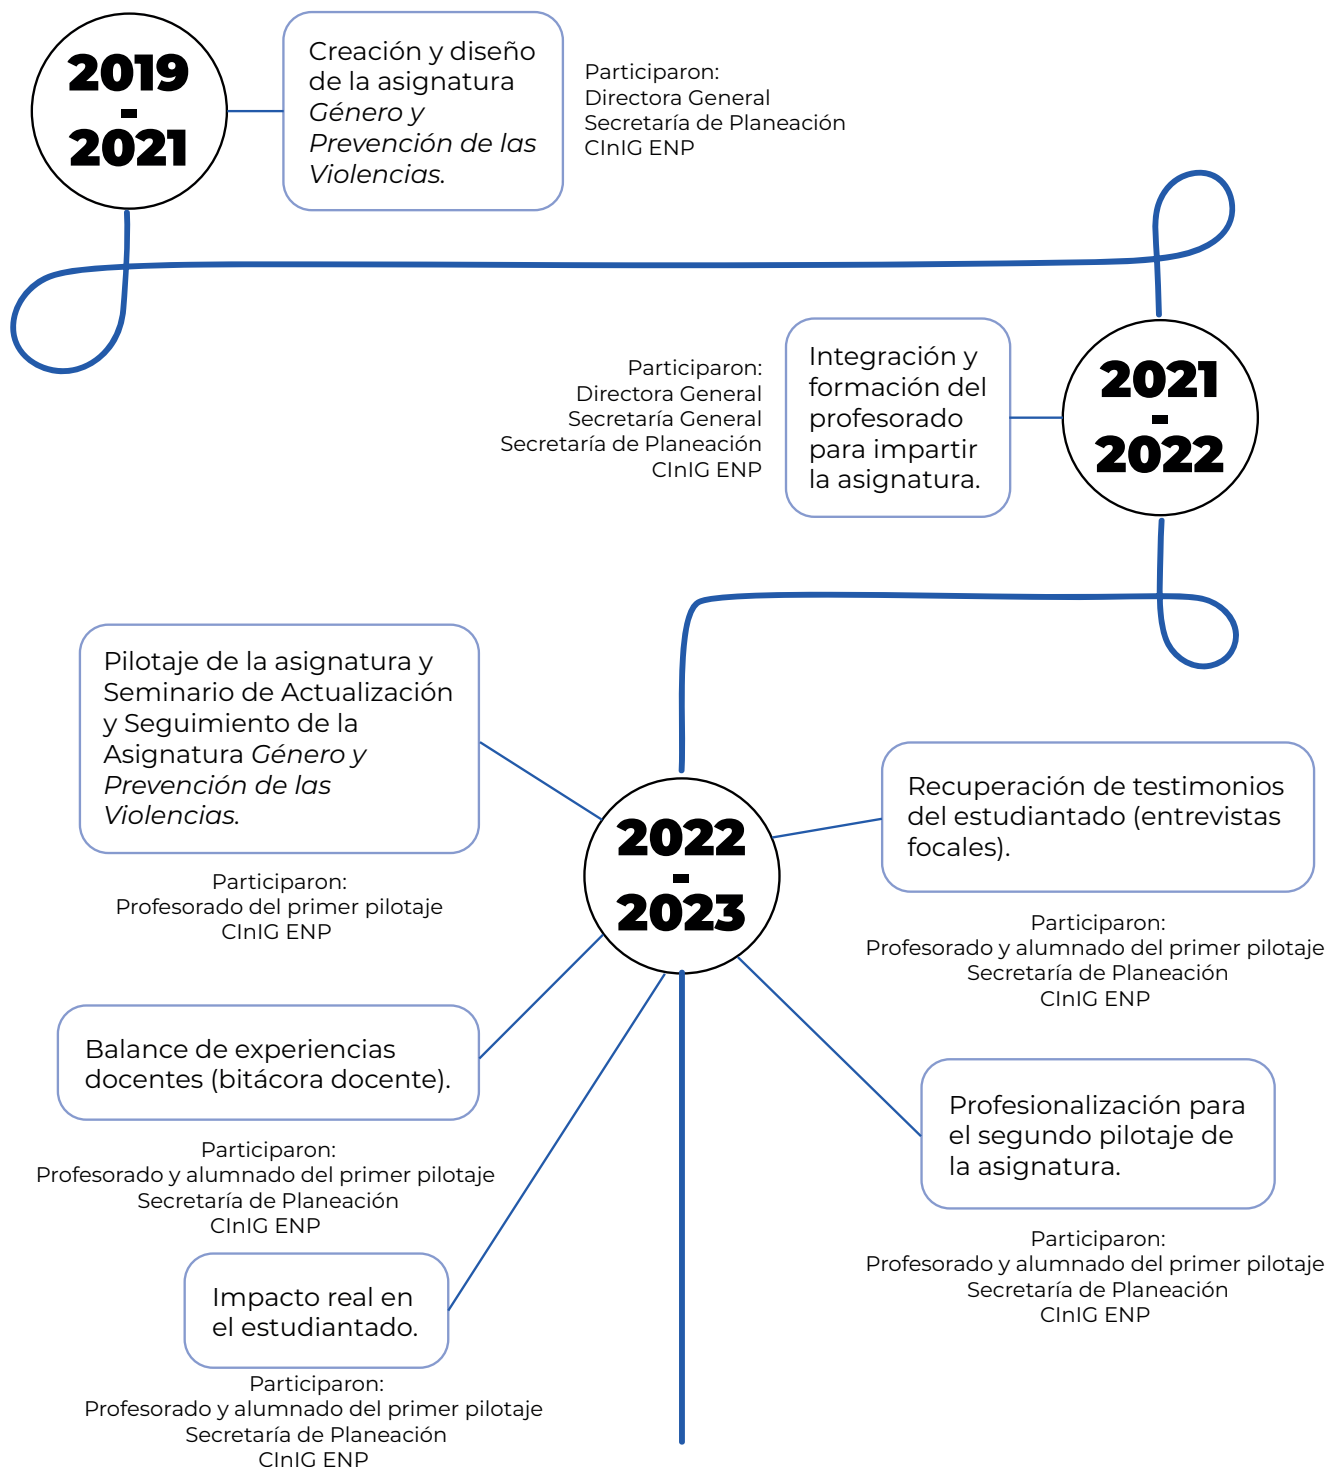 2019
-
2021
Creación y diseño
de la asignatura
Género y
Prevención de las
Violencias.
Participaron:
Directora General
Secretaría de Planeación
CInIG ENP
Participaron:
Directora General
Secretaría General
Secretaría de Planeación
CInIG ENP
Integración y
formación del
profesorado
para impartir
la asignatura.
2021
-
2022
Pilotaje de la asignatura y
Seminario de Actualización
y Seguimiento de la
Asignatura Género y
Prevención de las
Violencias.
Participaron:
Profesorado del primer pilotaje
CInIG ENP
2022
-
2023
Recuperación de testimonios
del estudiantado (entrevistas
focales).
Participaron:
Profesorado y alumnado del primer pilotaje
Secretaría de Planeación
CInIG ENP
Balance de experiencias
docentes (bitácora docente).
Participaron:
Profesorado y alumnado del primer pilotaje
Secretaría de Planeación
CInIG ENP
Profesionalización para
el segundo pilotaje de
la asignatura.
Participaron:
Profesorado y alumnado del primer pilotaje
Secretaría de Planeación
CInIG ENP
Impacto real en
el estudiantado.
Participaron:
Profesorado y alumnado del primer pilotaje
Secretaría de Planeación
CInIG ENP